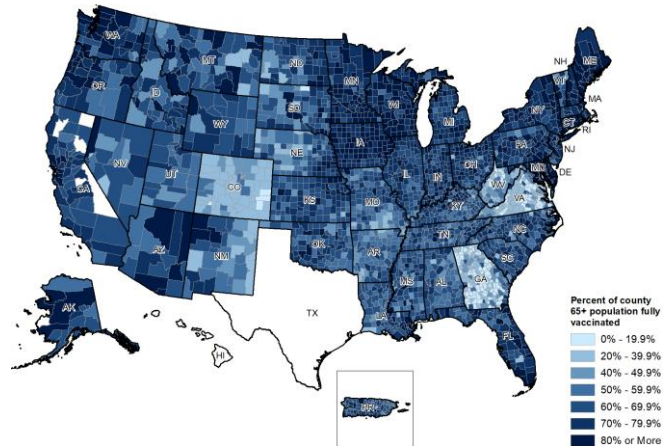 WA
MT
ND
MN
ME
NH
VT
MA
OR
ID
SD
WI
MI
NY
CT
RI
WY
IA
PA
NJ
NE
NV
UT
CO
IL
IN
OH
MD
DE
WV
VA
CA
KS
MO
KY
NC
TN
AZ
NM
OK
AR
SC
MS
AL
GA
TX
LA
FL
AK
HI
PR
Percent of county
65+ population fully
vaccinated
0% - 19.9%
20% - 39.9%
40% - 49.9%
50% - 59.9%
60% - 69.9%
70% - 79.9%
80% or More